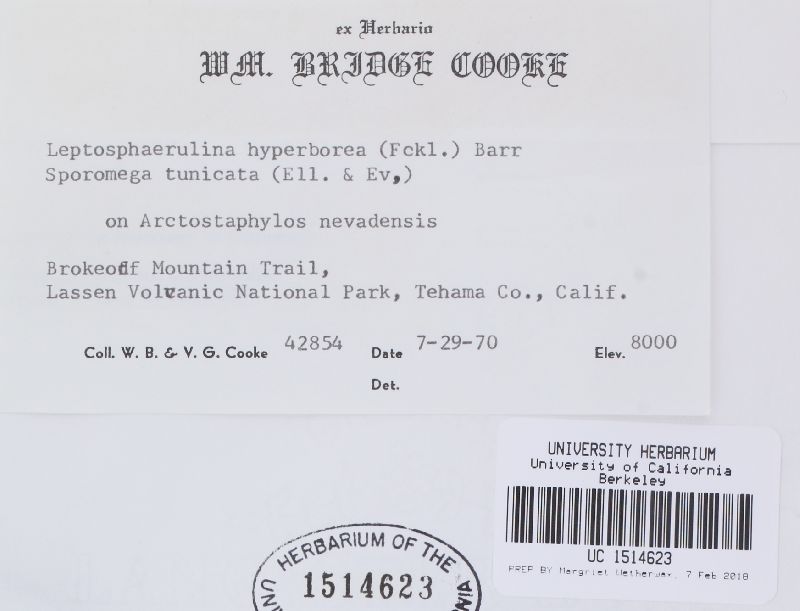 ex Herbario
WM. BRIDGE COOKE
Leptosphaerulina hyperborea (Fckl.) Barr
Sporomega tunicata (Ell. & Ev,)
on Arctostaphylos nevadensis
Brokeoff Mountain Trail,
Lassen Volcanic National Park, Tehama Co., Calif.
Coll. W. B. & V. G. Cooke 42854 Date 7-29-70 Elev. 8000
Det.
UNIVERSITY HERBARIUM
University of California
Berkeley
UC 1514623
PREP BY Margriet Wetherwax, 7 Feb 2018
HERBARIUM OF THE
1514623